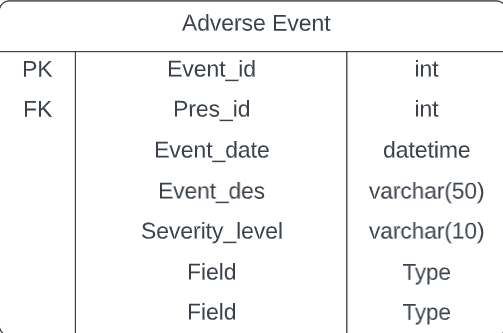 Adverse Event
PK Event_id int
FK Pres_id int
Event_date datetime
Event_des varchar(50)
Severity_level varchar(10)
Field Type
Field Type